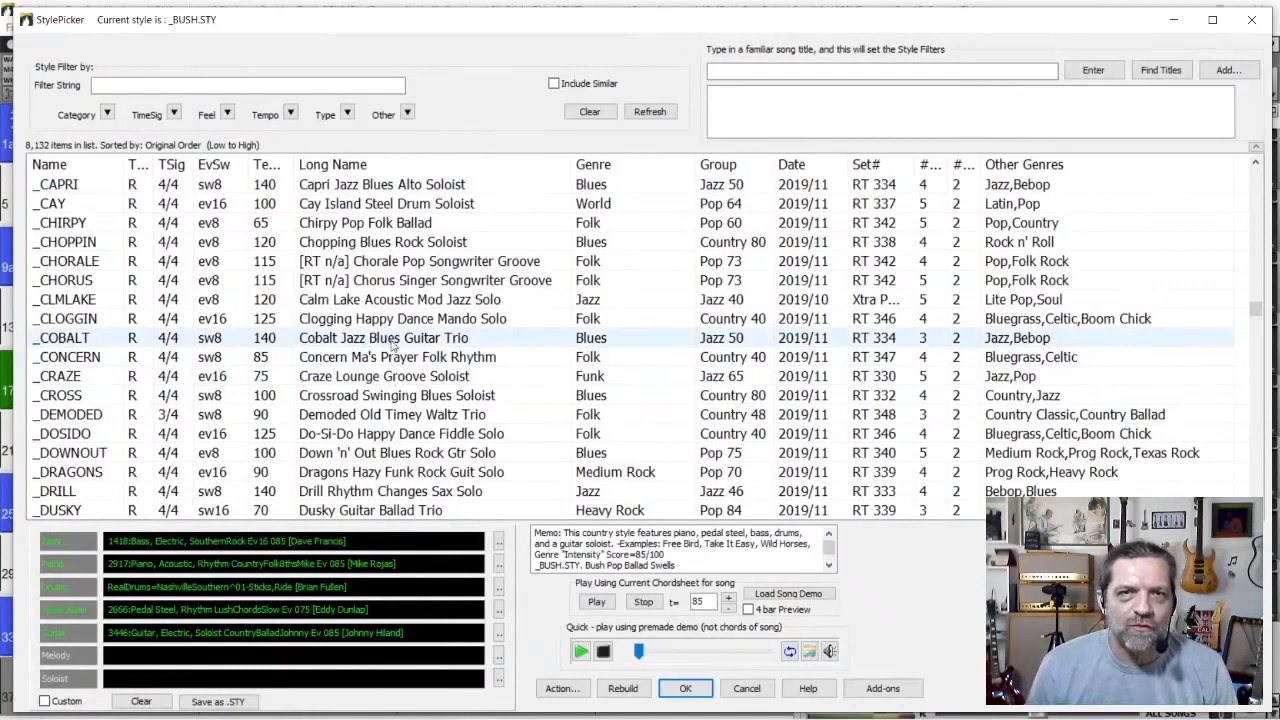 StylePicker Current style is : _BUSH.STY
Type in a familiar song title, and this will set the Style Filters
Style Filter by:
Filter String
Include Similar
Enter
Find Titles
Add...
Category
TimeSig
Feel
Tempo
Type
Other
Clear
Refresh
8,132 items in list. Sorted by: Original Order (Low to High)
Name T... TSig EvSw Te... Long Name Genre Group Date Set# #... #... Other Genres
_CAPRI R 4/4 sw8 140 Capri Jazz Blues Alto Soloist Blues Jazz 50 2019/11 RT 334 4 2 Jazz,Bebop
_CAY R 4/4 ev16 100 Cay Island Steel Drum Soloist World Pop 64 2019/11 RT 337 5 2 Latin,Pop
_CHIRPY R 4/4 ev8 65 Chirpy Pop Folk Ballad Folk Pop 60 2019/11 RT 342 5 2 Pop,Country
_CHOPPIN R 4/4 ev8 120 Chopping Blues Rock Soloist Blues Country 80 2019/11 RT 338 4 2 Rock n' Roll
_CHORALE R 4/4 ev8 115 [RT n/a] Chorale Pop Songwriter Groove Folk Pop 73 2019/11 RT 342 4 2 Pop,Folk Rock
_CHORUS R 4/4 ev8 115 [RT n/a] Chorus Singer Songwriter Groove Folk Pop 73 2019/11 RT 342 5 2 Pop,Folk Rock
_CLMLAKE R 4/4 ev8 120 Calm Lake Acoustic Mod Jazz Solo Jazz Jazz 40 2019/10 Xtra P... 5 2 Lite Pop,Soul
_CLOGGIN R 4/4 ev16 125 Clogging Happy Dance Mando Solo Folk Country 40 2019/11 RT 346 4 2 Bluegrass,Celtic,Boom Chick
_COBALT R 4/4 sw8 140 Cobalt Jazz Blues Guitar Trio Blues Jazz 50 2019/11 RT 334 3 2 Jazz,Bebop
_CONCERN R 4/4 sw8 85 Concern Ma's Prayer Folk Rhythm Folk Country 40 2019/11 RT 347 4 2 Bluegrass,Celtic
_CRAZE R 4/4 ev16 75 Craze Lounge Groove Soloist Funk Jazz 65 2019/11 RT 330 5 2 Jazz,Pop
_CROSS R 4/4 sw8 100 Crossroad Swinging Blues Soloist Blues Country 80 2019/11 RT 332 4 2 Country,Jazz
_DEMODED R 3/4 sw8 90 Demoded Old Timey Waltz Trio Folk Country 48 2019/11 RT 348 3 2 Country Classic,Country Ballad
_DOSIDO R 4/4 ev16 125 Do-Si-Do Happy Dance Fiddle Solo Folk Country 40 2019/11 RT 346 4 2 Bluegrass,Celtic,Boom Chick
_DOWNOUT R 4/4 ev8 100 Down 'n' Out Blues Rock Gtr Solo Blues Pop 75 2019/11 RT 340 5 2 Medium Rock,Prog Rock,Texas Rock
_DRAGONS R 4/4 ev16 90 Dragons Hazy Funk Rock Guit Solo Medium Rock Pop 70 2019/11 RT 339 4 2 Prog Rock,Heavy Rock
_DRILL R 4/4 sw8 140 Drill Rhythm Changes Sax Solo Jazz Jazz 46 2019/11 RT 333 4 2 Bebop,Blues
_DUSKY R 4/4 sw16 70 Dusky Guitar Ballad Trio Heavy Rock Pop 84 2019/11 RT 339 3 2
1418:Bass, Electric, SouthernRock Ev16 085 [Dave Francis]
2917:Piano, Acoustic, Rhythm CountryFolk8thsMike Ev 085 [Mike Rojas]
Drums RealDrums=NashvilleSouthern^01-Sticks,Ride [Brian Fullen]
2666:Pedal Steel, Rhythm LushChordsSlow Ev 075 [Eddy Dunlap]
Guitar 3446:Guitar, Electric, Soloist CountryBalladJohnny Ev 085 [Johnny Hiland]
Melody
Soloist
Custom
Clear
Save as .STY
Memo: This country style features piano, pedal steel, bass, drums,
and a guitar soloist. -Examples: Free Bird, Take It Easy, Wild Horses,
Genre "Intensity" Score=85/100
_BUSH.STY. Bush Pop Ballad Swells
Play Using Current Chordsheet for song
Play
Stop
t= 85
+
-
Load Song Demo
4 bar Preview
Quick - play using premade demo (not chords of song)
Action...
Rebuild
OK
Cancel
Help
Add-ons